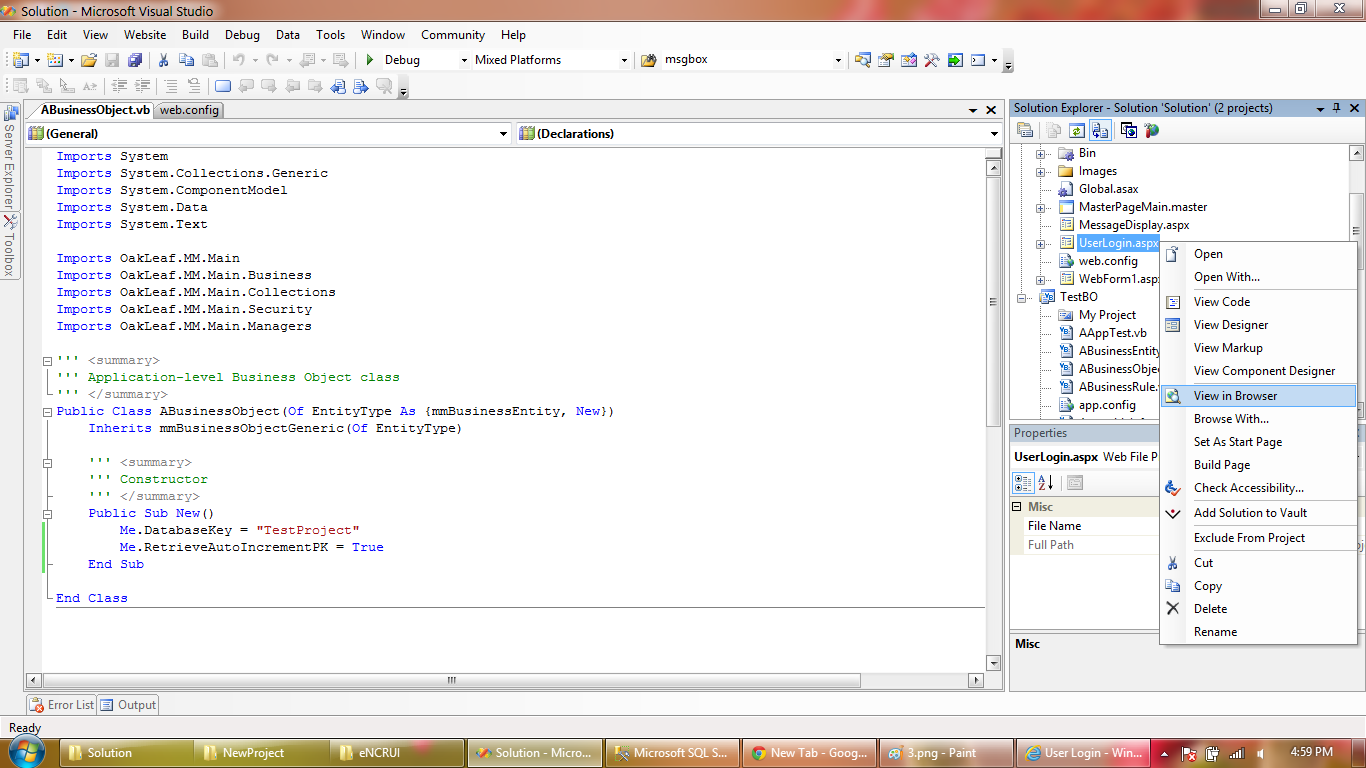 Solution - Microsoft Visual Studio
File Edit View Website Build Debug Data Tools Window Community Help
Debug Mixed Platforms msgbox
ABusinessObject.vb web.config
(General) (Declarations)
Server Explorer
Toolbox
Imports System
Imports System.Collections.Generic
Imports System.ComponentModel
Imports System.Data
Imports System.Text
Imports OakLeaf.MM.Main
Imports OakLeaf.MM.Main.Business
Imports OakLeaf.MM.Main.Collections
Imports OakLeaf.MM.Main.Security
Imports OakLeaf.MM.Main.Managers
''' <summary>
''' Application-level Business Object class
''' </summary>
Public Class ABusinessObject(Of EntityType As {mmBusinessEntity, New})
Inherits mmBusinessObjectGeneric(Of EntityType)
''' <summary>
''' Constructor
''' </summary>
Public Sub New()
Me.DatabaseKey = "TestProject"
Me.RetrieveAutoIncrementPK = True
End Sub
End Class
Solution Explorer - Solution 'Solution' (2 projects)
Bin
Images
Global.asax
MasterPageMain.master
MessageDisplay.aspx
UserLogin.aspx
web.config
WebForm1.asp
TestBO
My Project
AAppTest.vb
ABusinessEntity
ABusinessObje
ABusinessRule.
app.config
Open
Open With...
View Code
View Designer
View Markup
View Component Designer
View in Browser
Browse With...
Set As Start Page
Build Page
Check Accessibility...
Add Solution to Vault
Exclude From Project
Cut
Copy
Delete
Rename
Properties
UserLogin.aspx Web File P
Misc
File Name
Full Path
Misc
Error List Output
Ready
Solution NewProject eNCRUI Solution - Micro... Microsoft SQL S... New Tab - Goog... 3.png - Paint User Login - Win... 4:59 PM